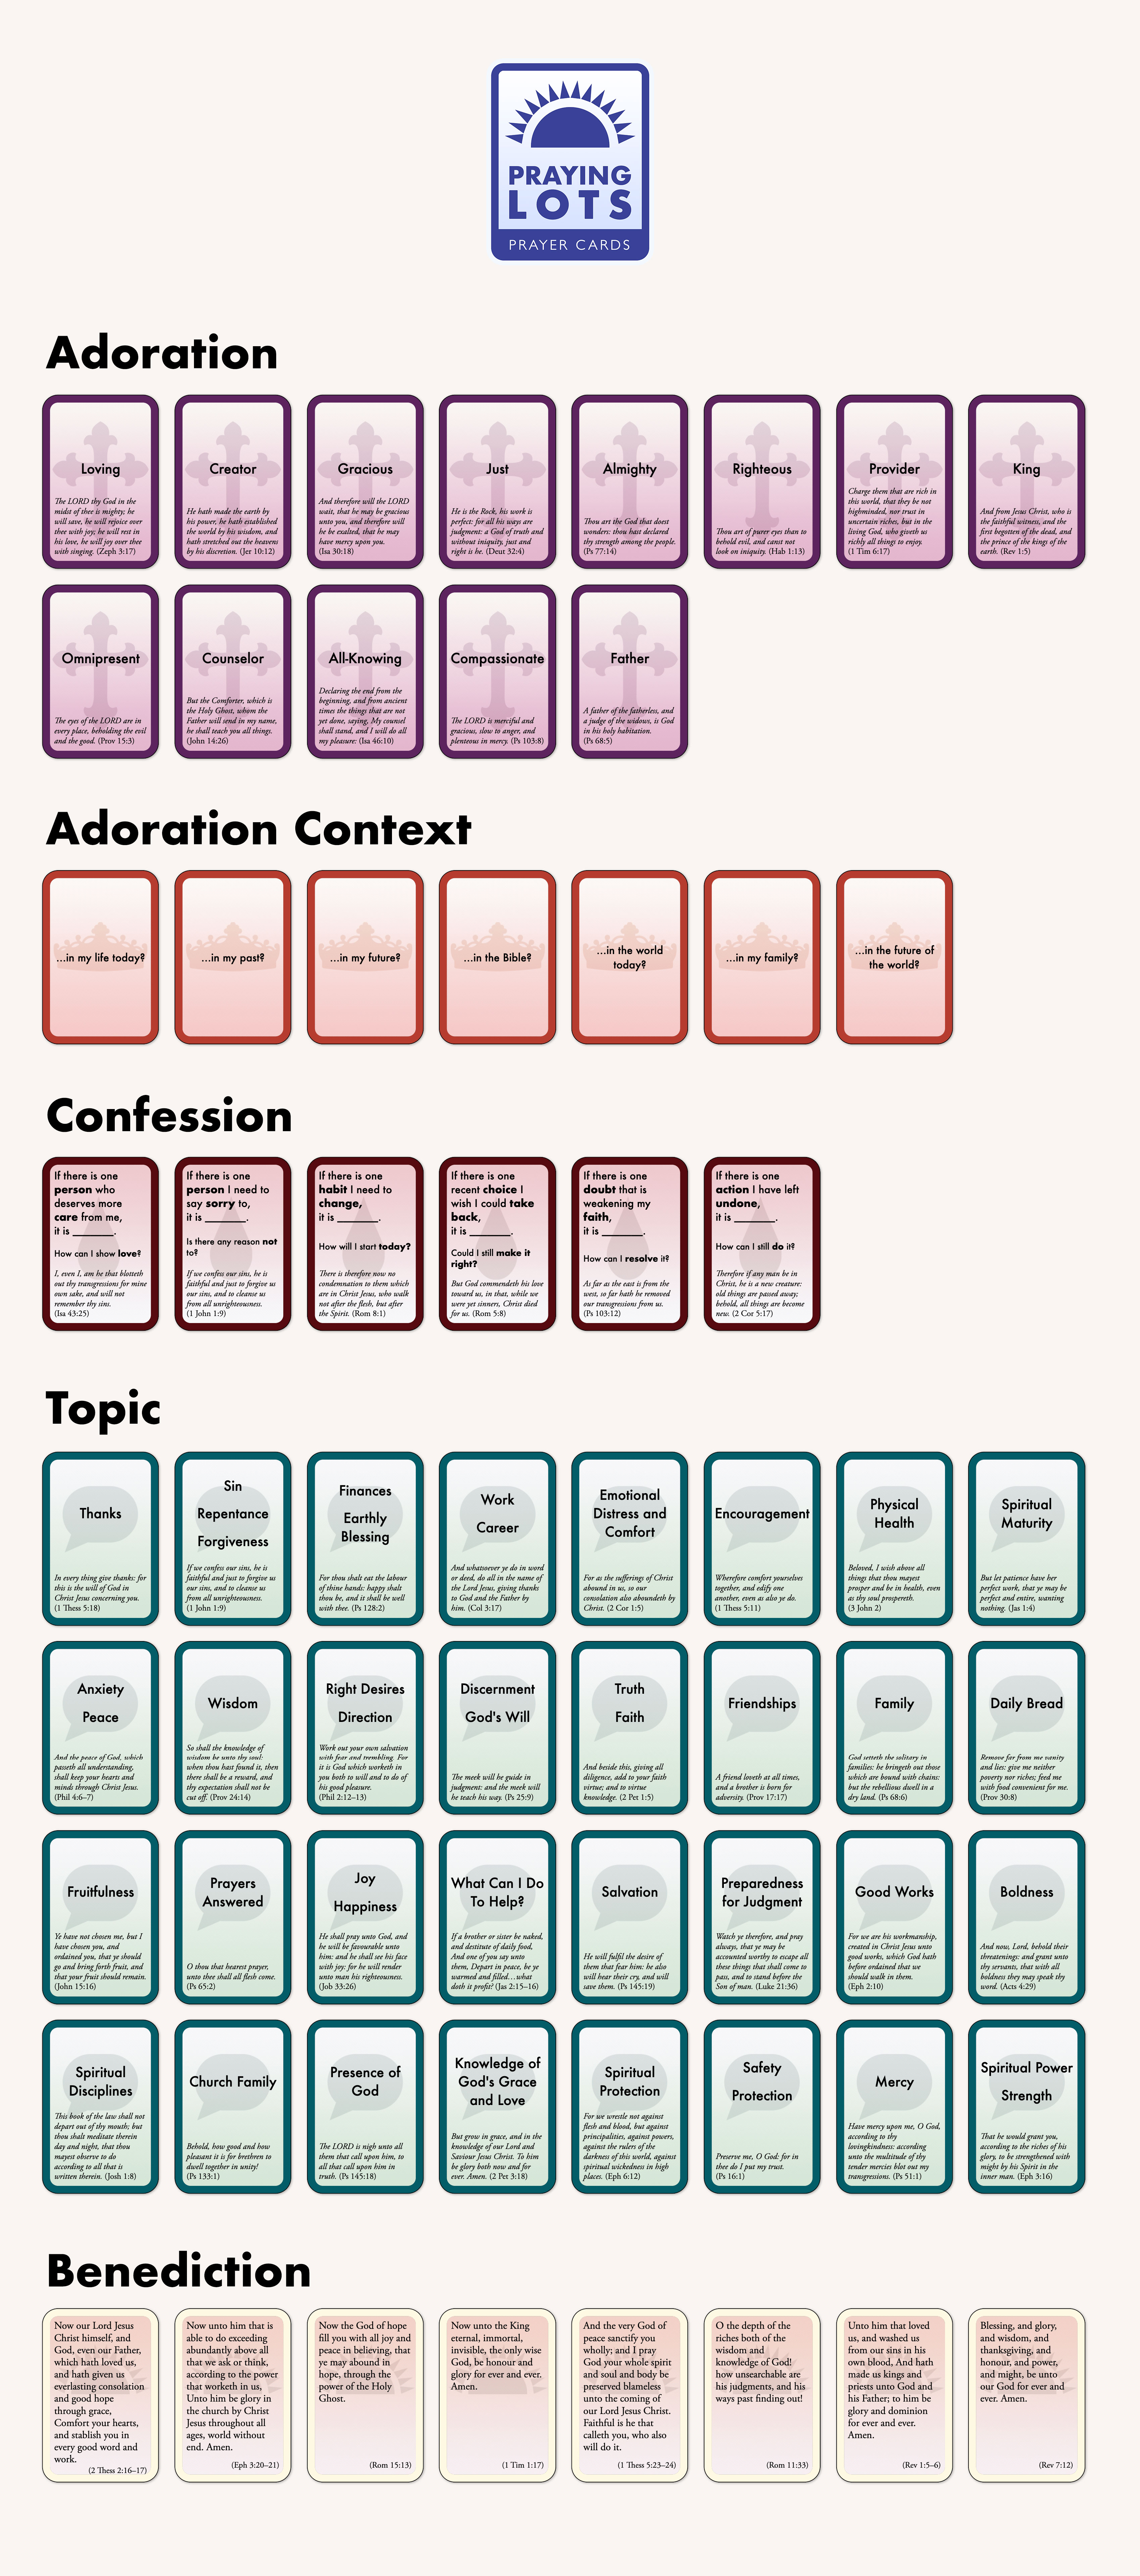 PRAYING
LOTS
PRAYER CARDS
Adoration
Loving
The LORD thy God in the
midst of thee is mighty; he
will save, he will rejoice over
thee with joy; he will rest in
his love, he will joy over thee
with singing. (Zeph 3:17)
Creator
He hath made the earth by
his power, he hath established
the world by his wisdom, and
hath stretched out the heavens
by his discretion. (Jer 10:12)
Gracious
And therefore will the LORD
wait, that he may be gracious
unto you, and therefore will
he be exalted, that he may
have mercy upon you.
(Isa 30:18)
Just
He is the Rock, his work is
perfect: for all his ways are
judgment: a God of truth and
without iniquity, just and
right is he. (Deut 32:4)
Almighty
Thou art the God that doest
wonders: thou hast declared
thy strength among the people.
(Ps 77:14)
Righteous
Thou art of purer eyes than to
behold evil, and canst not
look on iniquity. (Hab 1:13)
Provider
Charge them that are rich in
this world, that they be not
highminded, nor trust in
uncertain riches, but in the
living God, who giveth us
richly all things to enjoy.
(1 Tim 6:17)
King
And from Jesus Christ, who is
the faithful witness, and the
first begotten of the dead, and
the prince of the kings of the
earth. (Rev 1:5)
Omnipresent
The eyes of the LORD are in
every place, beholding the evil
and the good. (Prov 15:3)
Counselor
But the Comforter, which is
the Holy Ghost, whom the
Father will send in my name,
he shall teach you all things.
(John 14:26)
All-Knowing
Declaring the end from the
beginning, and from ancient
times the things that are not
yet done, saying, My counsel
shall stand, and I will do all
my pleasure: (Isa 46:10)
Compassionate
The LORD is merciful and
gracious, slow to anger, and
plenteous in mercy. (Ps 103:8)
Father
A father of the fatherless, and
a judge of the widows, is God
in his holy habitation.
(Ps 68:5)
Adoration Context
...in my life today?
...in my past?
...in my future?
...in the Bible?
...in the world
today?
...in my family?
...in the future of
the world?
Confession
If there is one
person who
deserves more
care from me,
it is ________.
How can I show love?
I, even I, am he that blotteth
out thy transgressions for mine
own sake, and will not
remember thy sins.
(Isa 43:25)
If there is one
person I need to
say sorry to,
it is ________.
Is there any reason not
to?
If we confess our sins, he is
faithful and just to forgive us
our sins, and to cleanse us
from all unrighteousness.
(1 John 1:9)
If there is one
habit I need to
change,
it is ________.
How will I start today?
There is therefore now no
condemnation to them which
are in Christ Jesus, who walk
not after the flesh, but after
the Spirit. (Rom 8:1)
If there is one
recent choice I
wish I could take
back,
it is ________.
Could I still make it
right?
But God commendeth his love
toward us, in that, while we
were yet sinners, Christ died
for us. (Rom 5:8)
If there is one
doubt that is
weakening my
faith,
it is ________.
How can I resolve it?
As far as the east is from the
west, so far hath he removed
our transgressions from us.
(Ps 103:12)
If there is one
action I have left
undone,
it is ________.
How can I still do it?
Therefore if any man be in
Christ, he is a new creature:
old things are passed away;
behold, all things are become
new. (2 Cor 5:17)
Topic
Thanks
In every thing give thanks: for
this is the will of God in
Christ Jesus concerning you.
(1 Thess 5:18)
Sin
Repentance
Forgiveness
If we confess our sins, he is
faithful and just to forgive us
our sins, and to cleanse us
from all unrighteousness.
(1 John 1:9)
Finances
Earthly
Blessing
For thou shalt eat the labour
of thine hands: happy shalt
thou be, and it shall be well
with thee. (Ps 128:2)
Work
Career
And whatsoever ye do in word
or deed, do all in the name of
the Lord Jesus, giving thanks
to God and the Father by
him. (Col 3:17)
Emotional
Distress and
Comfort
For as the sufferings of Christ
abound in us, so our
consolation also aboundeth by
Christ. (2 Cor 1:5)
Encouragement
Wherefore comfort yourselves
together, and edify one
another, even as also ye do.
(1 Thess 5:11)
Physical
Health
Beloved, I wish above all
things that thou mayest
prosper and be in health, even
as thy soul prospereth.
(3 John 2)
Spiritual
Maturity
But let patience have her
perfect work, that ye may be
perfect and entire, wanting
nothing. (Jas 1:4)
Anxiety
Peace
And the peace of God, which
passeth all understanding,
shall keep your hearts and
minds through Christ Jesus.
(Phil 4:6–7)
Wisdom
So shall the knowledge of
wisdom be unto thy soul:
when thou hast found it, then
there shall be a reward, and
thy expectation shall not be
cut off. (Prov 24:14)
Right Desires
Direction
Work out your own salvation
with fear and trembling. For
it is God which worketh in
you both to will and to do of
his good pleasure.
(Phil 2:12–13)
Discernment
God's Will
The meek will he guide in
judgment: and the meek will
he teach his way. (Ps 25:9)
Truth
Faith
And beside this, giving all
diligence, add to your faith
virtue; and to virtue
knowledge. (2 Pet 1:5)
Friendships
A friend loveth at all times,
and a brother is born for
adversity. (Prov 17:17)
Family
God setteth the solitary in
families: he bringeth out those
which are bound with chains:
but the rebellious dwell in a
dry land. (Ps 68:6)
Daily Bread
Remove far from me vanity
and lies: give me neither
poverty nor riches; feed me
with food convenient for me.
(Prov 30:8)
Fruitfulness
Ye have not chosen me, but I
have chosen you, and
ordained you, that ye should
go and bring forth fruit, and
that your fruit should remain.
(John 15:16)
Prayers
Answered
O thou that hearest prayer,
unto thee shall all flesh come.
(Ps 65:2)
Joy
Happiness
He shall pray unto God, and
he will be favourable unto
him: and he shall see his face
with joy: for he will render
unto man his righteousness.
(Job 33:26)
What Can I Do
To Help?
If a brother or sister be naked,
and destitute of daily food,
And one of you say unto
them, Depart in peace, be ye
warmed and filled...what
doth it profit? (Jas 2:15–16)
Salvation
He will fulfil the desire of
them that fear him: he also
will hear their cry, and will
save them. (Ps 145:19)
Preparedness
for Judgment
Watch ye therefore, and pray
always, that ye may be
accounted worthy to escape all
these things that shall come to
pass, and to stand before the
Son of man. (Luke 21:36)
Good Works
For we are his workmanship,
created in Christ Jesus unto
good works, which God hath
before ordained that we
should walk in them.
(Eph 2:10)
Boldness
And now, Lord, behold their
threatenings: and grant unto
thy servants, that with all
boldness they may speak thy
word. (Acts 4:29)
Spiritual
Disciplines
This book of the law shall not
depart out of thy mouth; but
thou shalt meditate therein
day and night, that thou
mayest observe to do
according to all that is
written therein. (Josh 1:8)
Church Family
Behold, how good and how
pleasant it is for brethren to
dwell together in unity!
(Ps 133:1)
Presence of
God
The LORD is nigh unto all
them that call upon him, to
all that call upon him in
truth. (Ps 145:18)
Knowledge of
God's Grace
and Love
But grow in grace, and in the
knowledge of our Lord and
Saviour Jesus Christ. To him
be glory both now and for
ever. Amen. (2 Pet 3:18)
Spiritual
Protection
For we wrestle not against
flesh and blood, but against
principalities, against powers,
against the rulers of the
darkness of this world, against
spiritual wickedness in high
places. (Eph 6:12)
Safety
Protection
Preserve me, O God: for in
thee do I put my trust.
(Ps 16:1)
Mercy
Have mercy upon me, O God,
according to thy
lovingkindness: according
unto the multitude of thy
tender mercies blot out my
transgressions. (Ps 51:1)
Spiritual Power
Strength
That he would grant you,
according to the riches of his
glory, to be strengthened with
might by his Spirit in the
inner man. (Eph 3:16)
Benediction
Now our Lord Jesus
Christ himself, and
God, even our Father,
which hath loved us,
and hath given us
everlasting consolation
and good hope
through grace,
Comfort your hearts,
and stablish you in
every good word and
work.
(2 Thess 2:16–17)
Now unto him that is
able to do exceeding
abundantly above all
that we ask or think,
according to the power
that worketh in us,
Unto him be glory in
the church by Christ
Jesus throughout all
ages, world without
end. Amen.
(Eph 3:20–21)
Now the God of hope
fill you with all joy and
peace in believing, that
ye may abound in
hope, through the
power of the Holy
Ghost.
(Rom 15:13)
Now unto the King
eternal, immortal,
invisible, the only wise
God, be honour and
glory for ever and ever.
Amen.
(1 Tim 1:17)
And the very God of
peace sanctify you
wholly; and I pray
God your whole spirit
and soul and body be
preserved blameless
unto the coming of
our Lord Jesus Christ.
Faithful is he that
calleth you, who also
will do it.
(1 Thess 5:23–24)
O the depth of the
riches both of the
wisdom and
knowledge of God!
how unsearchable are
his judgments, and his
ways past finding out!
(Rom 11:33)
Unto him that loved
us, and washed us
from our sins in his
own blood, And hath
made us kings and
priests unto God and
his Father; to him be
glory and dominion
for ever and ever.
Amen.
(Rev 1:5–6)
Blessing, and glory,
and wisdom, and
thanksgiving, and
honour, and power,
and might, be unto
our God for ever and
ever. Amen.
(Rev 7:12)